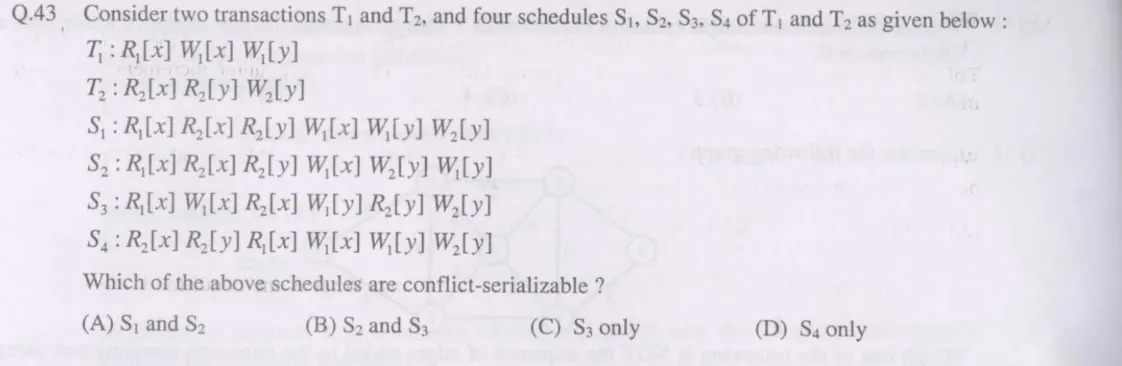 Q.43 Consider two transactions T₁ and T₂, and four schedules S₁, S₂, S₃, S₄ of T₁ and T₂ as given below :
T₁ : R₁[x] W₁[x] W₁[y]
T₂ : R₂[x] R₂[y] W₂[y]
S₁ : R₁[x] R₂[x] R₂[y] W₁[x] W₁[y] W₂[y]
S₂ : R₁[x] R₂[x] R₂[y] W₁[x] W₂[y] W₁[y]
S₃ : R₁[x] W₁[x] R₂[x] W₁[y] R₂[y] W₂[y]
S₄ : R₂[x] R₂[y] R₁[x] W₁[x] W₁[y] W₂[y]
Which of the above schedules are conflict-serializable ?
(A) S₁ and S₂ (B) S₂ and S₃ (C) S₃ only (D) S₄ only